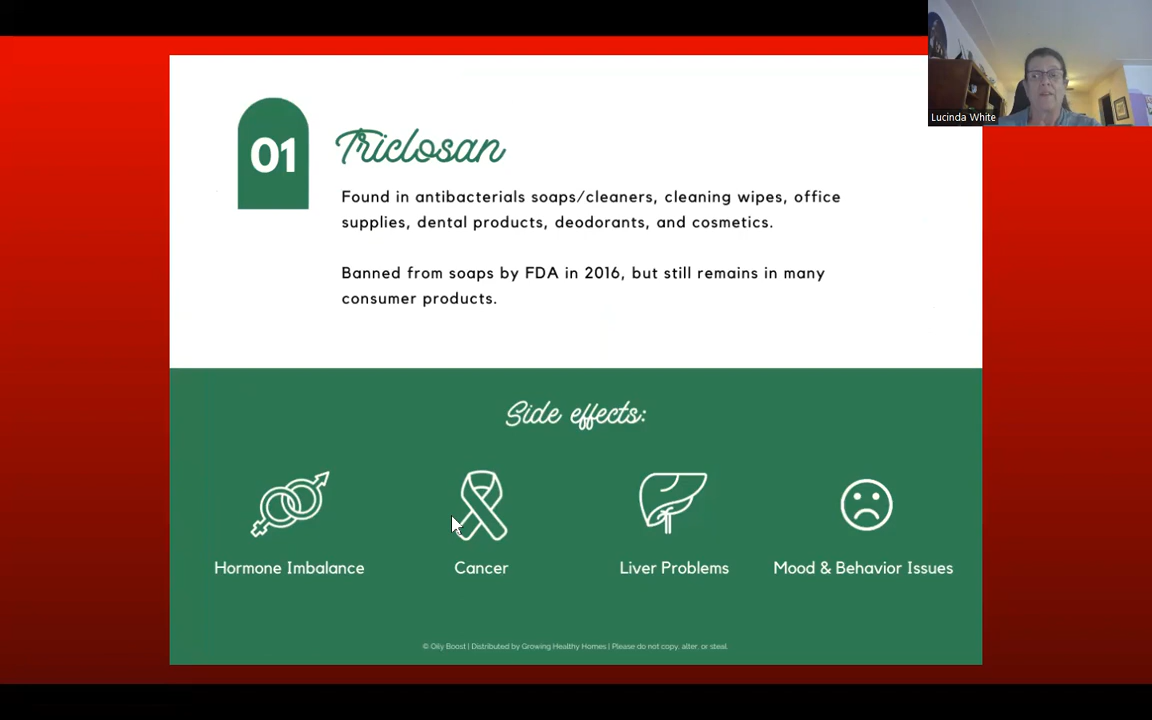 Lucinda White
01
Triclosan
Found in antibacterials soaps/cleaners, cleaning wipes, office
supplies, dental products, deodorants, and cosmetics.
Banned from soaps by FDA in 2016, but still remains in many
consumer products.
Side effects:
Hormone Imbalance
Cancer
Liver Problems
Mood & Behavior Issues
© Oily Boost | Distributed by Growing Healthy Homes | Please do not copy, alter, or steal.